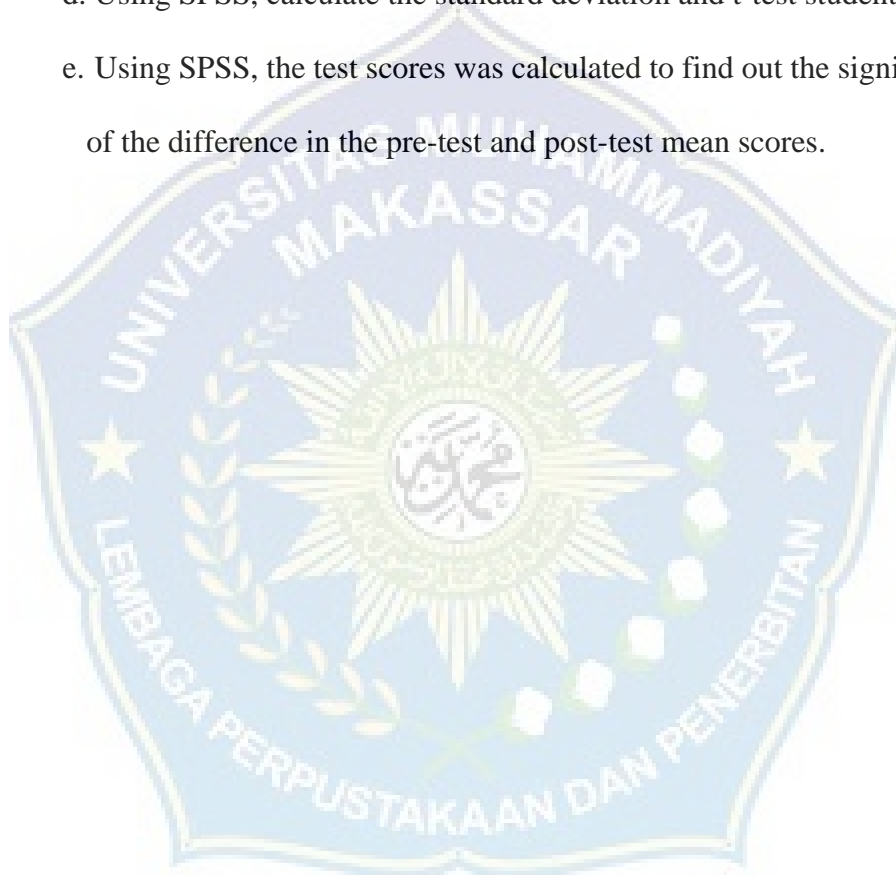 d. Using SPSS, calculate the standard deviation and t-test student
e. Using SPSS, the test scores was calculated to find out the signi
of the difference in the pre-test and post-test mean scores.
UNIVERSITAS MUHAMMADIYAH
MAKASSAR
LEMBAGA PERPUSTAKAAN DAN PENERBITAN